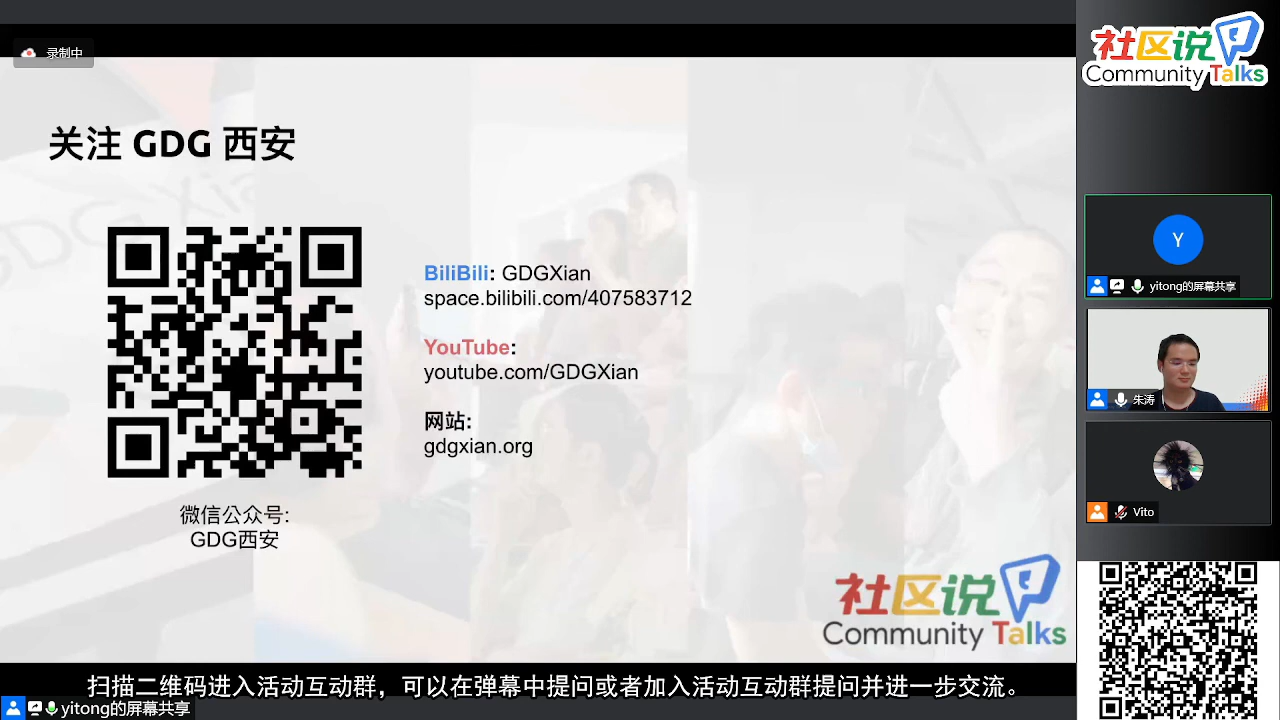 录制中
社区说
Community Talks
关注 GDG 西安
BiliBili: GDGXian
space.bilibili.com/407583712
YouTube:
youtube.com/GDGXian
网站:
gdgxian.org
微信公众号:
GDG西安
社区说
Community Talks
Y
yitong的屏幕共享
朱涛
Vito
扫描二维码进入活动互动群，可以在弹幕中提问或者加入活动互动群提问并进一步交流。
yitong的屏幕共享